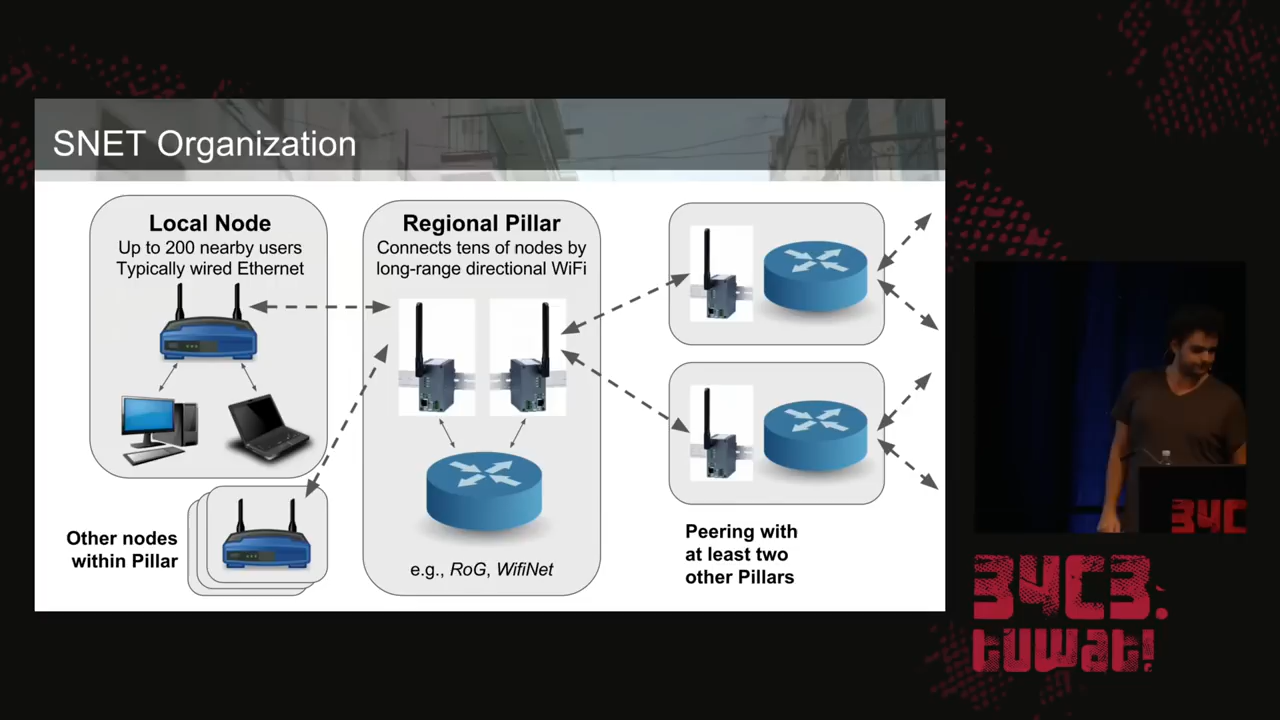 SNET Organization
Local Node
Up to 200 nearby users
Typically wired Ethernet
Other nodes
within Pillar
Regional Pillar
Connects tens of nodes by
long-range directional WiFi
e.g., RoG, WifiNet
Peering with
at least two
other Pillars
34C
34C3.
tuwat!